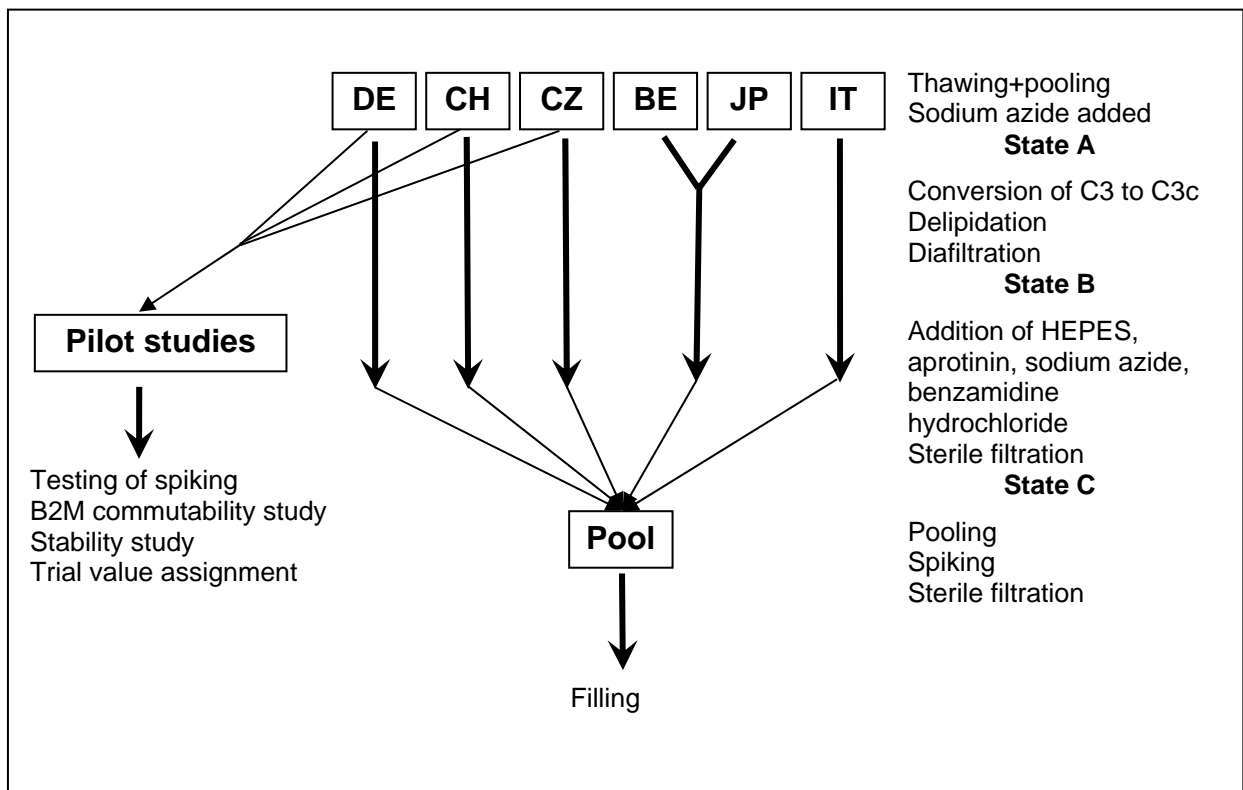 DE
CH
CZ
BE
JP
IT
Thawing+pooling
Sodium azide added
State A
Conversion of C3 to C3c
Delipidation
Diafiltration
State B
Pilot studies
Addition of HEPES,
aprotinin, sodium azide,
benzamidine
hydrochloride
Sterile filtration
State C
Testing of spiking
B2M commutability study
Stability study
Trial value assignment
Pool
Pooling
Spiking
Sterile filtration
Filling